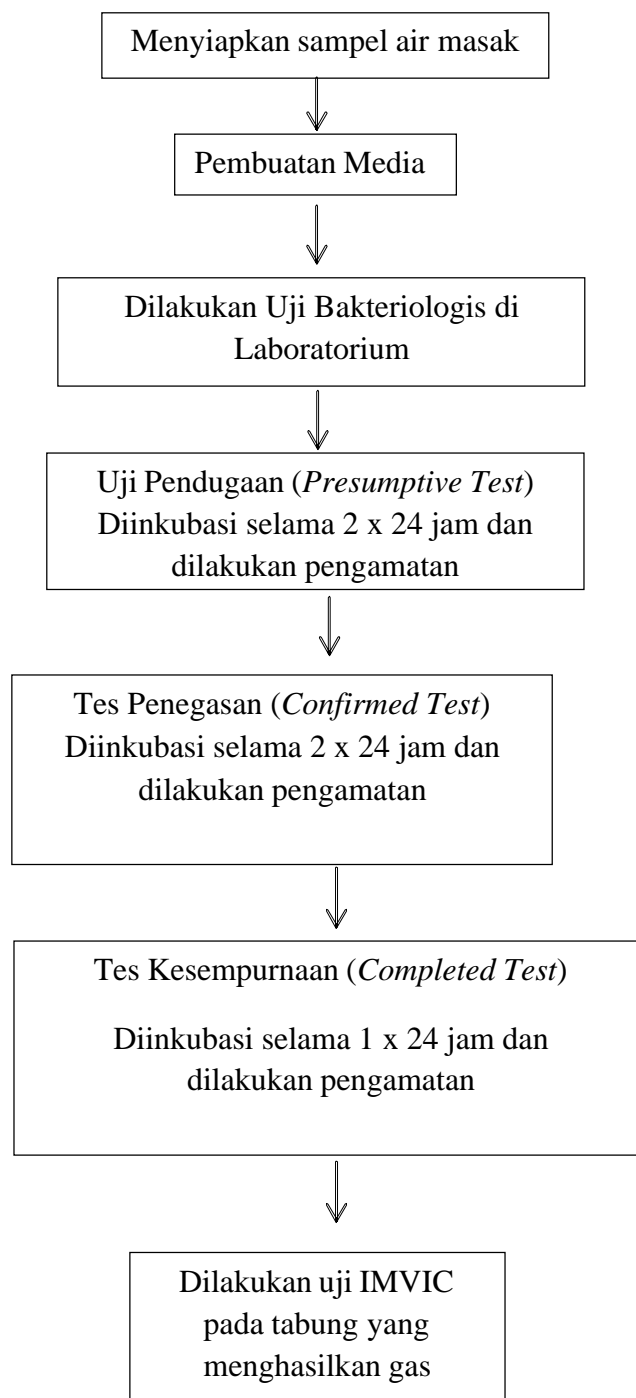 Menyiapkan sampel air masak
Pembuatan Media
Dilakukan Uji Bakteriologis di
Laboratorium
Uji Pendugaan (Presumptive Test)
Diinkubasi selama 2 x 24 jam dan
dilakukan pengamatan
Tes Penegasan (Confirmed Test)
Diinkubasi selama 2 x 24 jam dan
dilakukan pengamatan
Tes Kesempurnaan (Completed Test)
Diinkubasi selama 1 x 24 jam dan
dilakukan pengamatan
Dilakukan uji IMVIC
pada tabung yang
menghasilkan gas